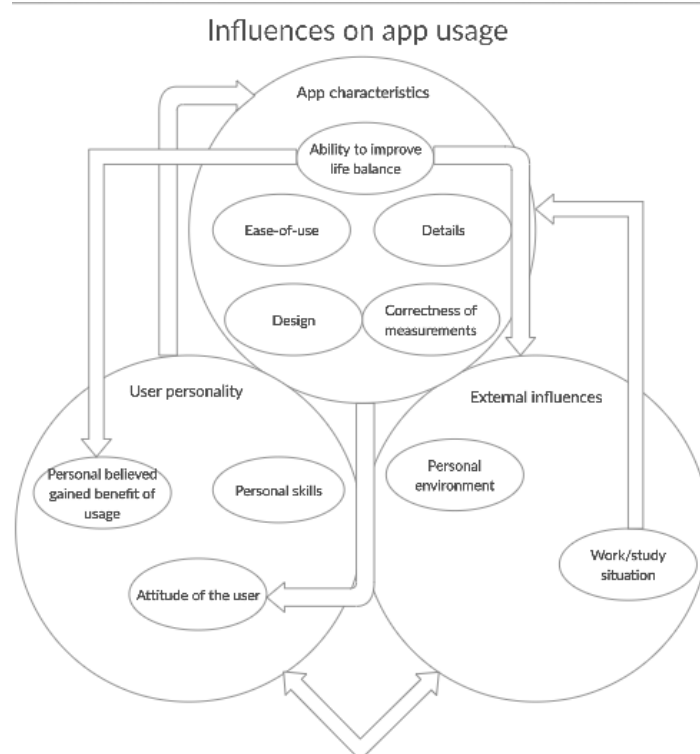 Influences on app usage
App characteristics
Ability to improve
life balance
Ease-of-use
Details
Design
Correctness of
measurements
User personality
External influences
Personal believed
gained benefit of
usage
Personal skills
Personal
environment
Attitude of the user
Work/study
situation